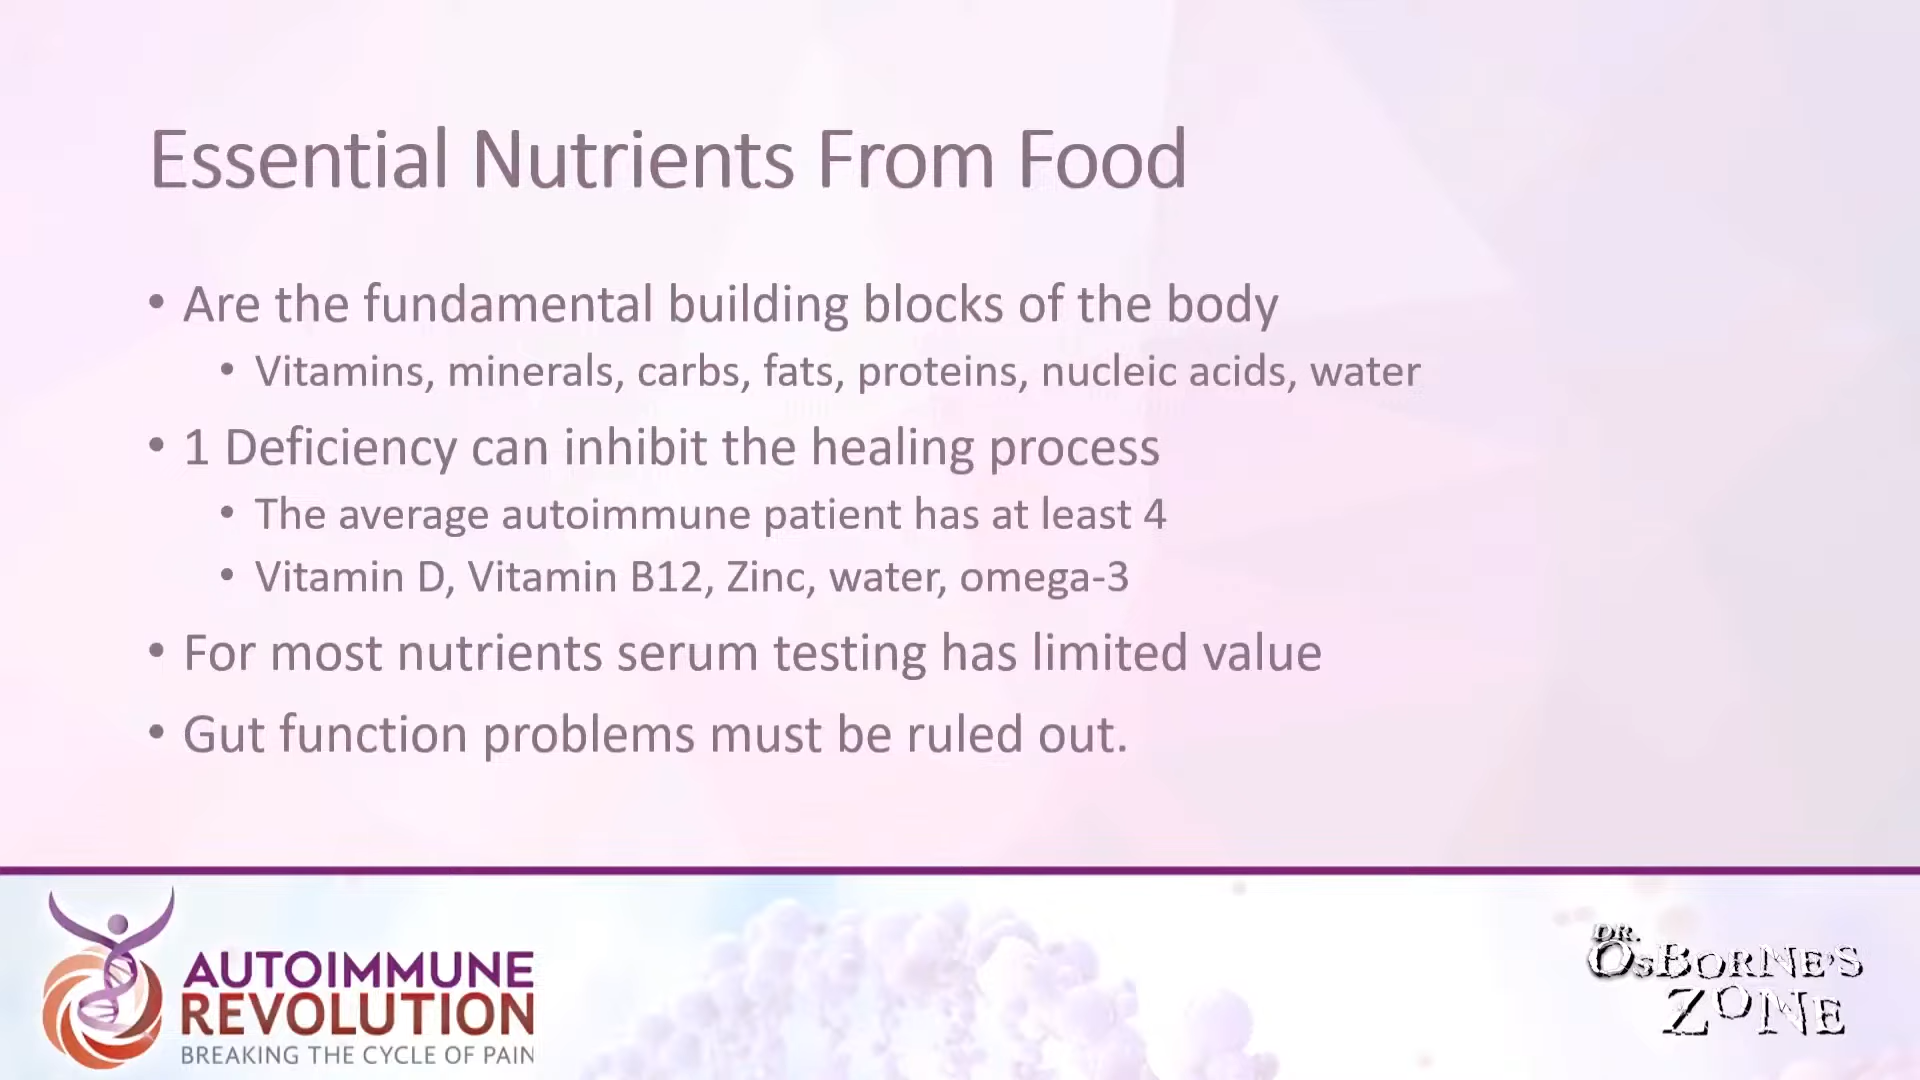 Essential Nutrients From Food
• Are the fundamental building blocks of the body
• Vitamins, minerals, carbs, fats, proteins, nucleic acids, water
• 1 Deficiency can inhibit the healing process
• The average autoimmune patient has at least 4
• Vitamin D, Vitamin B12, Zinc, water, omega-3
• For most nutrients serum testing has limited value
• Gut function problems must be ruled out.
AUTOIMMUNE
REVOLUTION
BREAKING THE CYCLE OF PAIN
DR.
OSBORNE'S
ZONE